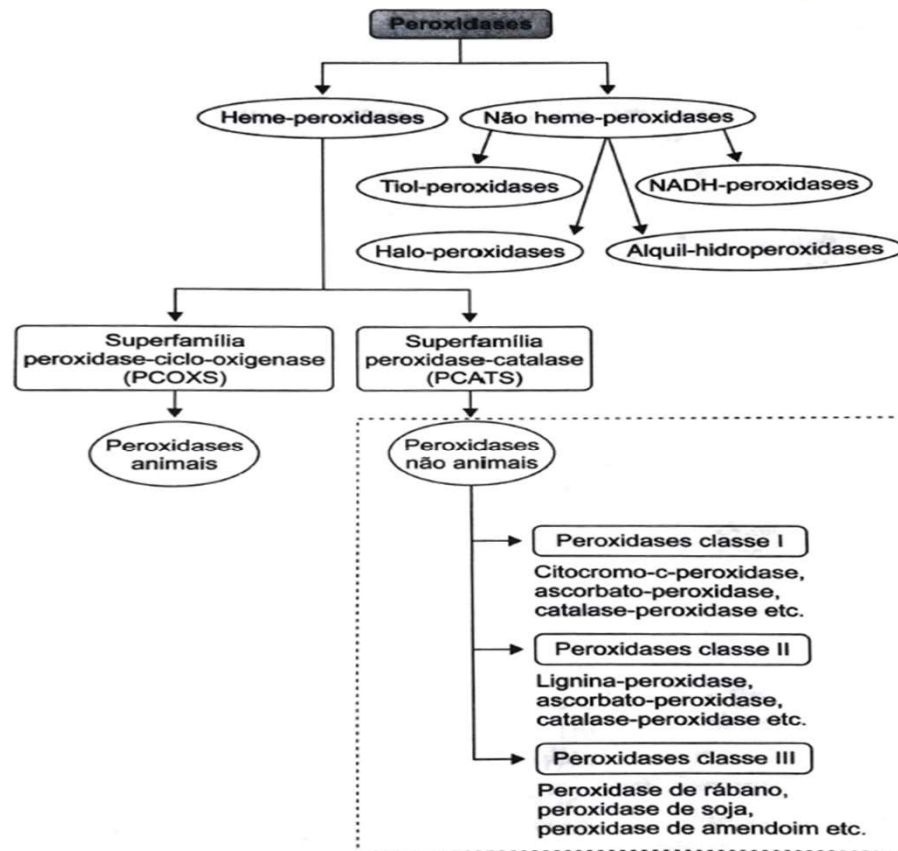 Peroxidases
Heme-peroxidases
Não heme-peroxidases
Tiol-peroxidases
NADH-peroxidases
Halo-peroxidases
Alquil-hidroperoxidases
Superfamília
peroxidase-ciclo-oxigenase
(PCOXS)
Superfamília
peroxidase-catalase
(PCATS)
Peroxidases
animais
Peroxidases
não animais
Peroxidases classe I
Citocromo-c-peroxidase,
ascorbato-peroxidase,
catalase-peroxidase etc.
Peroxidases classe II
Lignina-peroxidase,
ascorbato-peroxidase,
catalase-peroxidase etc.
Peroxidases classe III
Peroxidase de rábano,
peroxidase de soja,
peroxidase de amendoim etc.